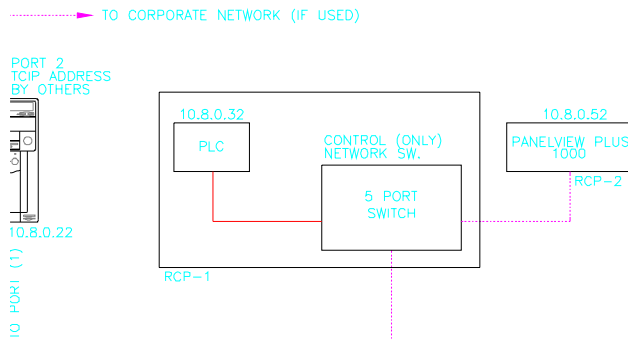 TO CORPORATE NETWORK (IF USED)
PORT 2
TCIP ADDRESS
BY OTHERS
10.8.0.22
TO PORT (1)
10.8.0.32
PLC
CONTROL (ONLY)
NETWORK SW.
5 PORT
SWITCH
RCP-1
10.8.0.52
PANELVIEW PLUS
1000
RCP-2